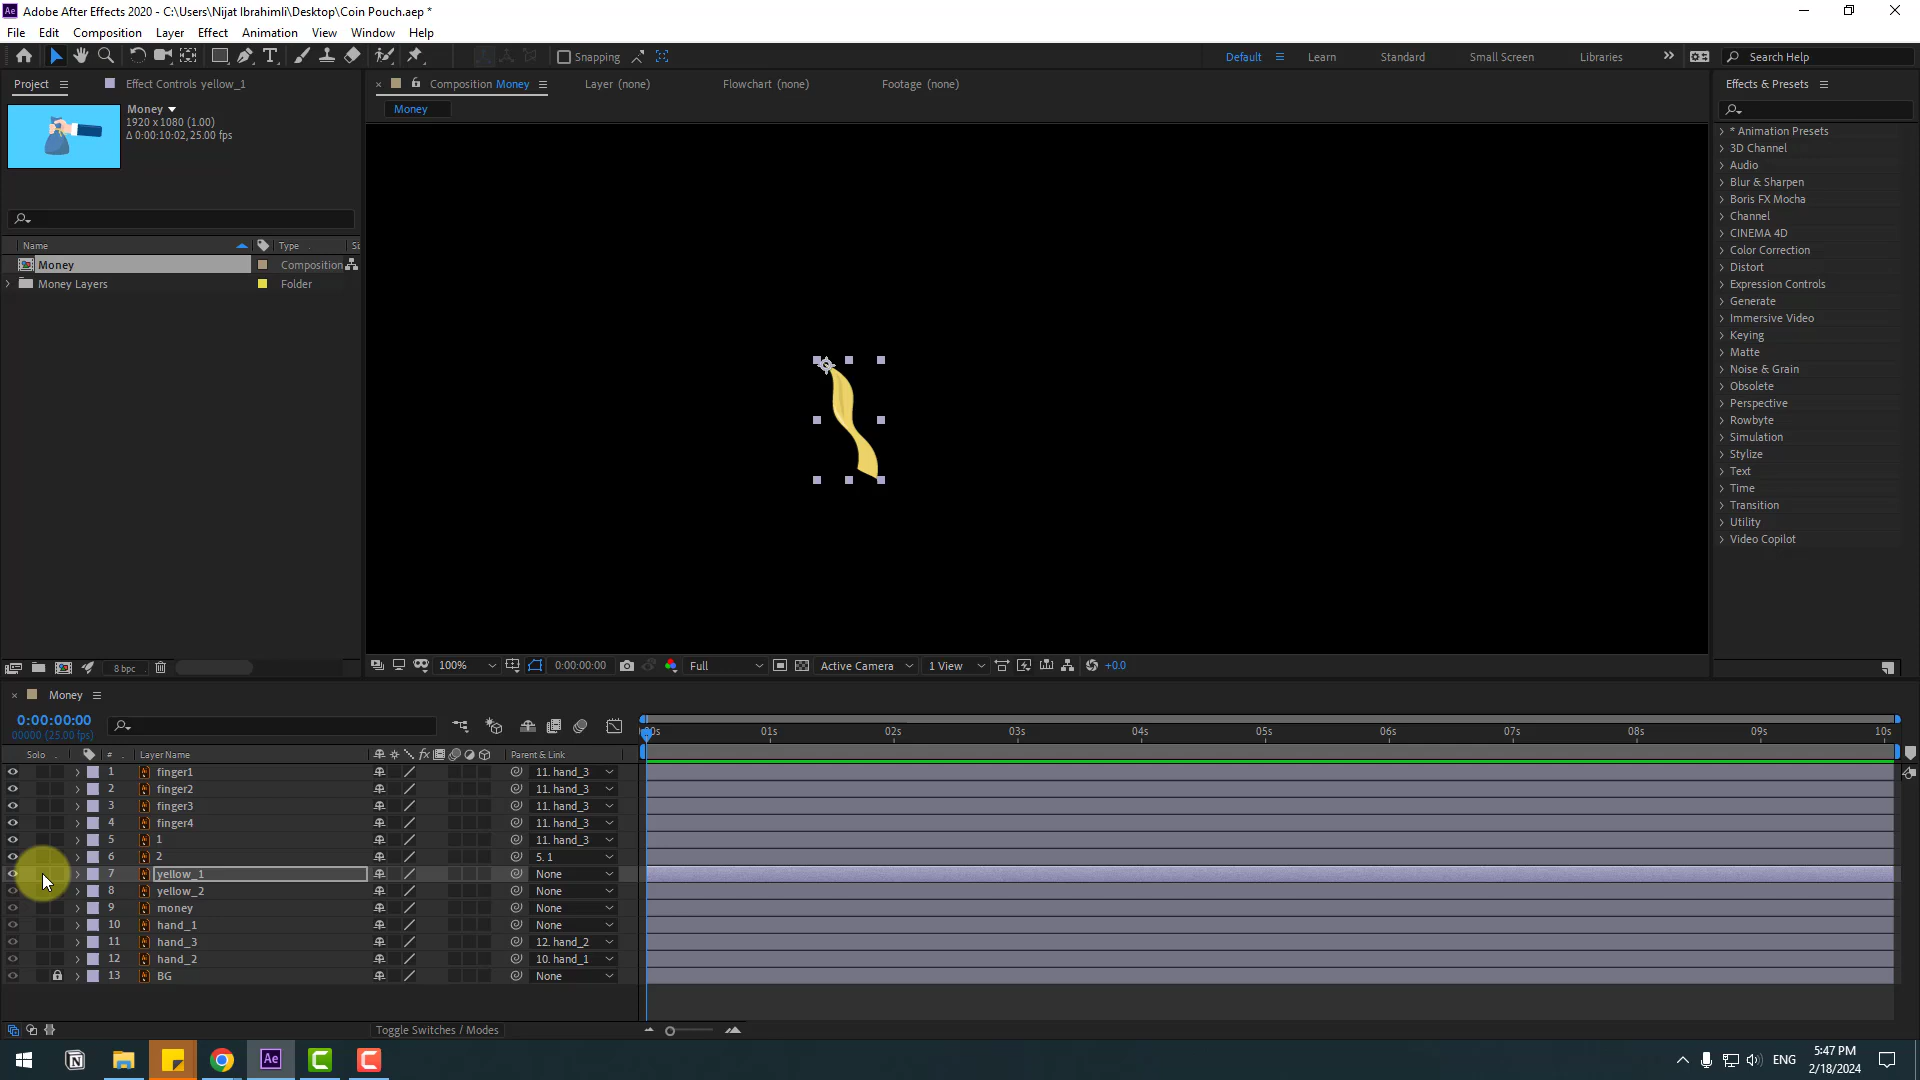 Adobe After Effects 2020 - C:\Users\Nijat Ibrahimli\Desktop\Coin Pouch.aep *
File Edit Composition Layer Effect Animation View Window Help
Snapping Default Learn Standard Small Screen Libraries Search Help
Project Effect Controls yellow_1 Composition Money Layer (none) Flowchart (none) Footage (none) Effects & Presets
Money
1920 x 1080 (1.00)
Δ 0:00:10:02, 25.00 fps
Money
Name Type Si
Money Composition
Money Layers Folder
* Animation Presets
3D Channel
Audio
Blur & Sharpen
Boris FX Mocha
Channel
CINEMA 4D
Color Correction
Distort
Expression Controls
Generate
Immersive Video
Keying
Matte
Noise & Grain
Obsolete
Perspective
Rowbyte
Simulation
Stylize
Text
Time
Transition
Utility
Video Copilot
8 bpc 100% 0:00:00:00 Full Active Camera 1 View +0.0
Money
0:00:00:00
00000 (25.00 fps)
00s 01s 02s 03s 04s 05s 06s 07s 08s 09s 10s
Solo # Layer Name fx Parent & Link
1 finger1 11. hand_3
2 finger2 11. hand_3
3 finger3 11. hand_3
4 finger4 11. hand_3
5 1 11. hand_3
6 2 5. 1
7 yellow_1 None
8 yellow_2 None
9 money None
10 hand_1 None
11 hand_3 12. hand_2
12 hand_2 10. hand_1
13 BG None
Toggle Switches / Modes
Ae ENG
5:47 PM
2/18/2024